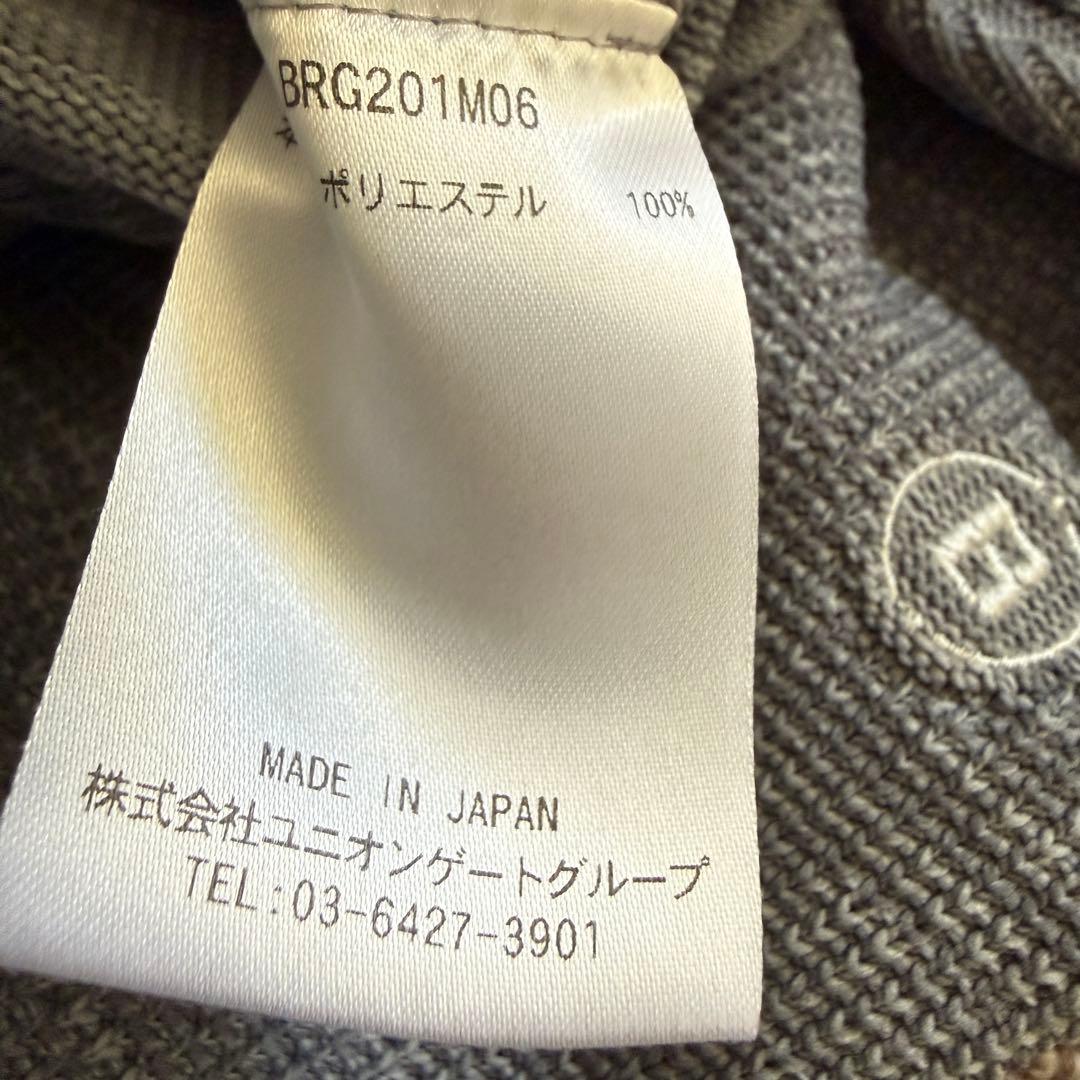 BRG201M06
ポリエステル 100%
MADE IN JAPAN
株式会社ユニオンゲートグループ
TEL:03-6427-3901